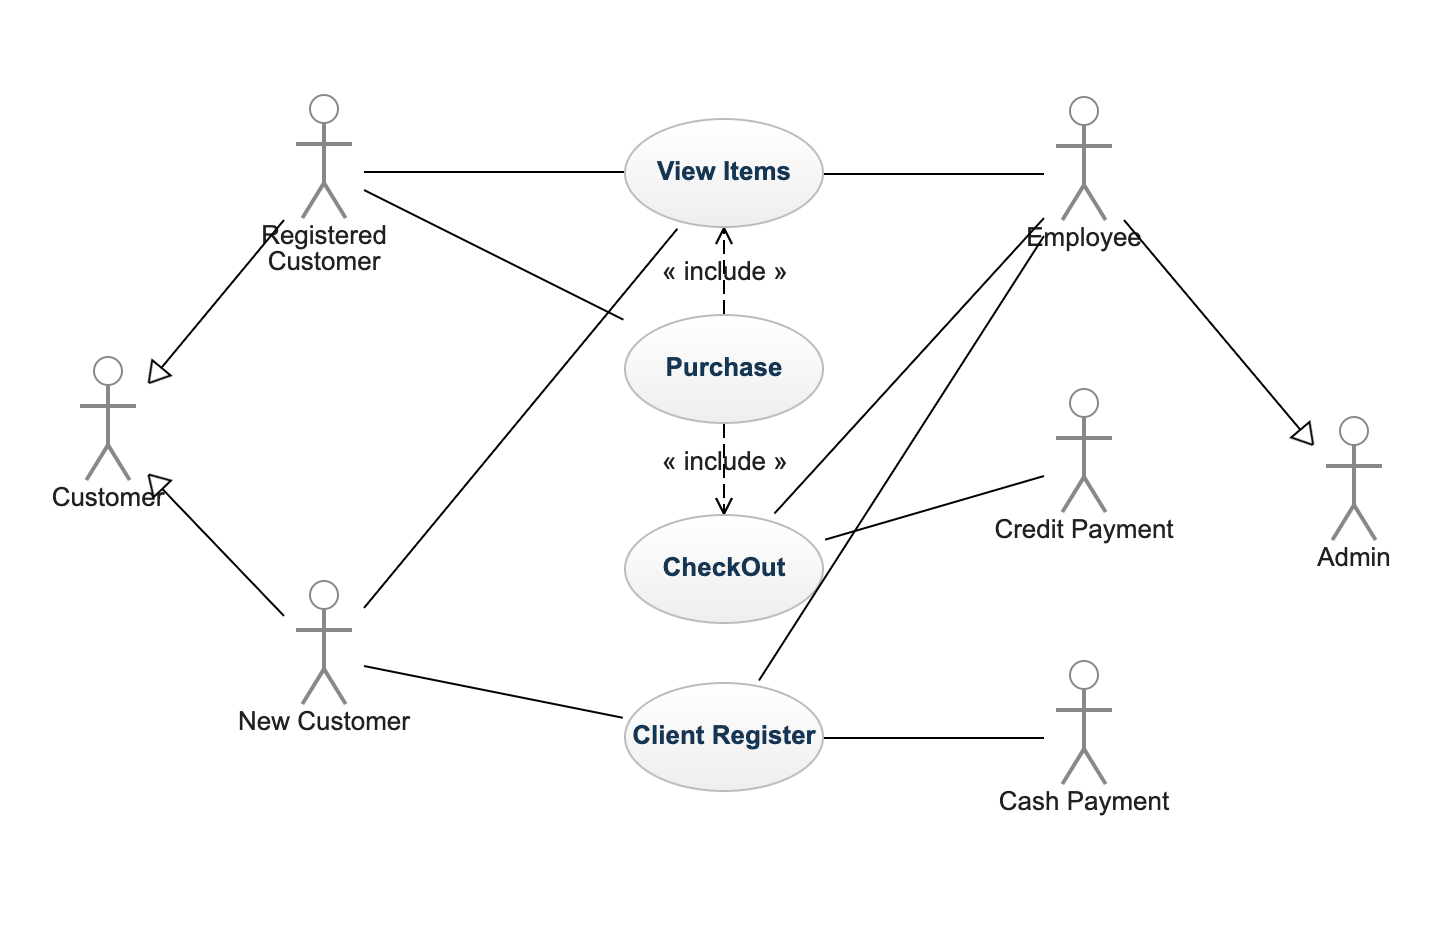 View Items
Registered
Customer
Employee
« include »
Purchase
« include »
Customer
Credit Payment
Admin
CheckOut
New Customer
Client Register
Cash Payment